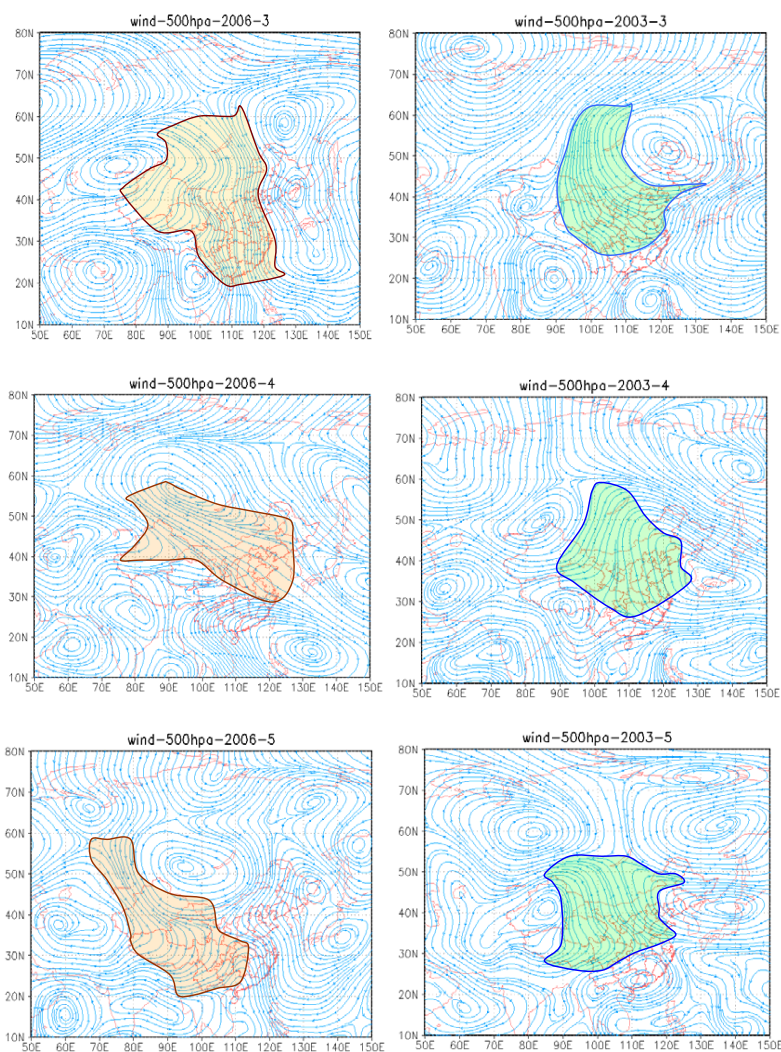 wind-500hpa-2006-3
80N
70N
60N
50N
40N
30N
20N
10N
50E 60E 70E 80E 90E 100E 110E 120E 130E 140E 150E
wind-500hpa-2003-3
80N
70N
60N
50N
40N
30N
20N
10N
50E 60E 70E 80E 90E 100E 110E 120E 130E 140E 150E
wind-500hpa-2006-4
80N
70N
60N
50N
40N
30N
20N
10N
50E 60E 70E 80E 90E 100E 110E 120E 130E 140E 150E
wind-500hpa-2003-4
80N
70N
60N
50N
40N
30N
20N
10N
50E 60E 70E 80E 90E 100E 110E 120E 130E 140E 150E
wind-500hpa-2006-5
80N
70N
60N
50N
40N
30N
20N
10N
50E 60E 70E 80E 90E 100E 110E 120E 130E 140E 150E
wind-500hpa-2003-5
80N
70N
60N
50N
40N
30N
20N
10N
50E 60E 70E 80E 90E 100E 110E 120E 130E 140E 150E